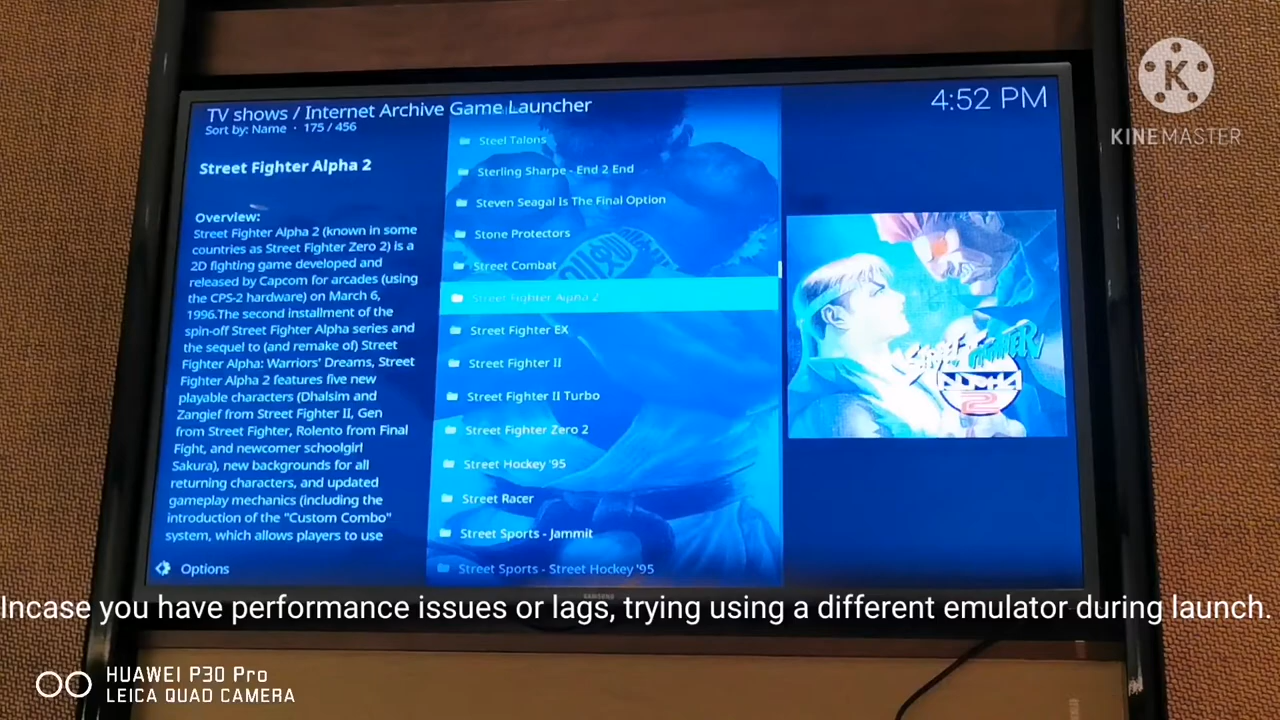 KINEMASTER
TV shows / Internet Archive Game Launcher
4:52 PM
Sort by: Name · 175 / 456
Street Fighter Alpha 2
Overview:
Street Fighter Alpha 2 (known in some
countries as Street Fighter Zero 2) is a
2D fighting game developed and
released by Capcom for arcades (using
the CPS-2 hardware) on March 6,
1996.The second installment of the
spin-off Street Fighter Alpha series and
the sequel to (and remake of) Street
Fighter Alpha: Warriors' Dreams, Street
Fighter Alpha 2 features five new
playable characters (Dhalsim and
Zangief from Street Fighter II, Gen
from Street Fighter, Rolento from Final
Fight, and newcomer schoolgirl
Sakura), new backgrounds for all
returning characters, and updated
gameplay mechanics (including the
introduction of the "Custom Combo"
system, which allows players to use
Options
Steel Talons
Sterling Sharpe - End 2 End
Steven Seagal Is The Final Option
Stone Protectors
Street Combat
Street Fighter Alpha 2
Street Fighter EX
Street Fighter II
Street Fighter II Turbo
Street Fighter Zero 2
Street Hockey '95
Street Racer
Street Sports - Jammit
Street Sports - Street Hockey '95
STREET FIGHTER
ALPHA
2
SAMSUNG
Incase you have performance issues or lags, trying using a different emulator during launch.
HUAWEI P30 Pro
LEICA QUAD CAMERA